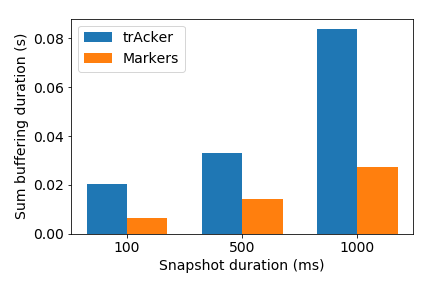 trAcker
Markers
Sum buffering duration (s)
0.08
0.06
0.04
0.02
0.00
100
500
1000
Snapshot duration (ms)